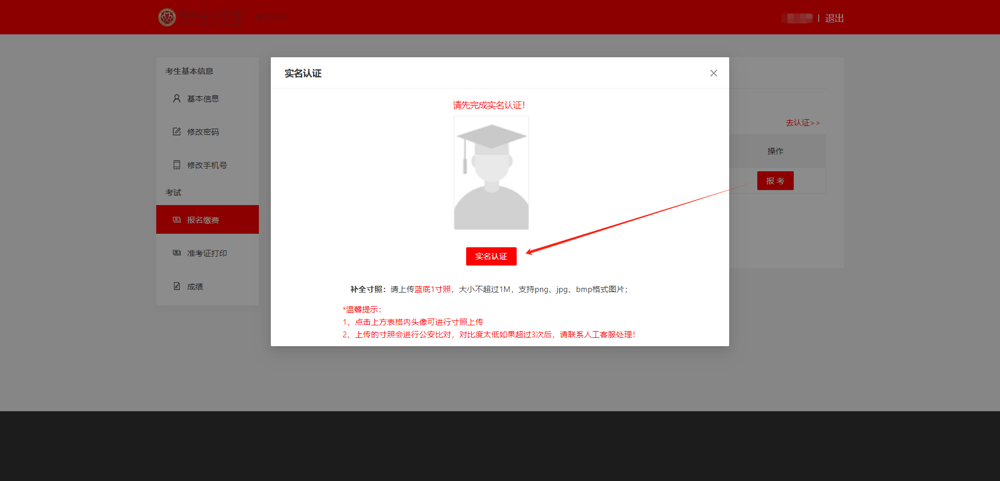 退出
考生基本信息
基本信息
修改密码
修改手机号
考试
报名缴费
准考证打印
成绩
实名认证
请先完成实名认证！
实名认证
补全寸照：请上传蓝底1寸照，大小不超过1M，支持png、jpg、bmp格式图片；
*温馨提示：
1、点击上方表格内头像可进行寸照上传
2、上传的寸照会进行公安比对，对比度太低如果超过3次后，请联系人工客服处理！
去认证>>
操作
报 考